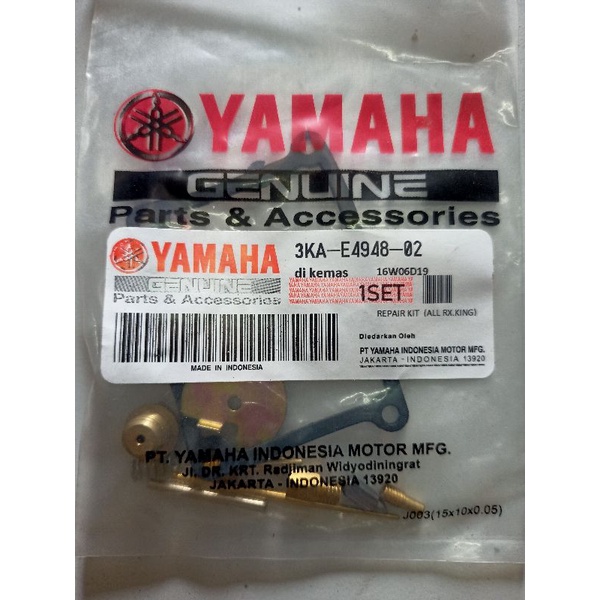 YAMAHA
GENUINE
Parts & Accessories
YAMAHA
GENUINE
Parts & Accessories
3KA-E4948-02
di kemas 16W06D19
1SET
REPAIR KIT (ALL RX.KING)
MADE IN INDONESIA
Diedarkan Oleh
PT YAMAHA INDONESIA MOTOR MFG.
JAKARTA - INDONESIA 13920
PT. YAMAHA INDONESIA MOTOR MFG.
Jl. DR. KRT. Radjiman Widyodiningrat
JAKARTA - INDONESIA 13920
J003(15x10x0.05)